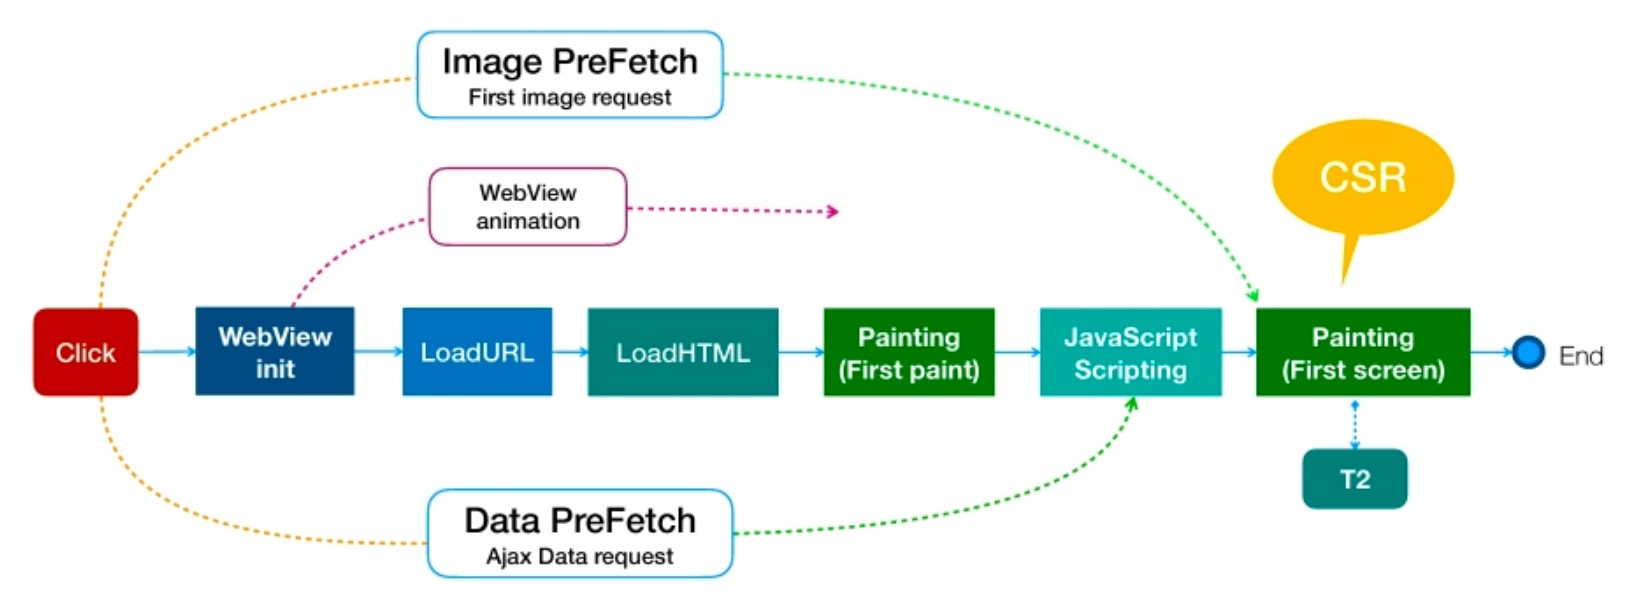 Image PreFetch
First image request
WebView
animation
CSR
Click
WebView
init
LoadURL
LoadHTML
Painting
(First paint)
JavaScript
Scripting
Painting
(First screen)
End
T2
Data PreFetch
Ajax Data request